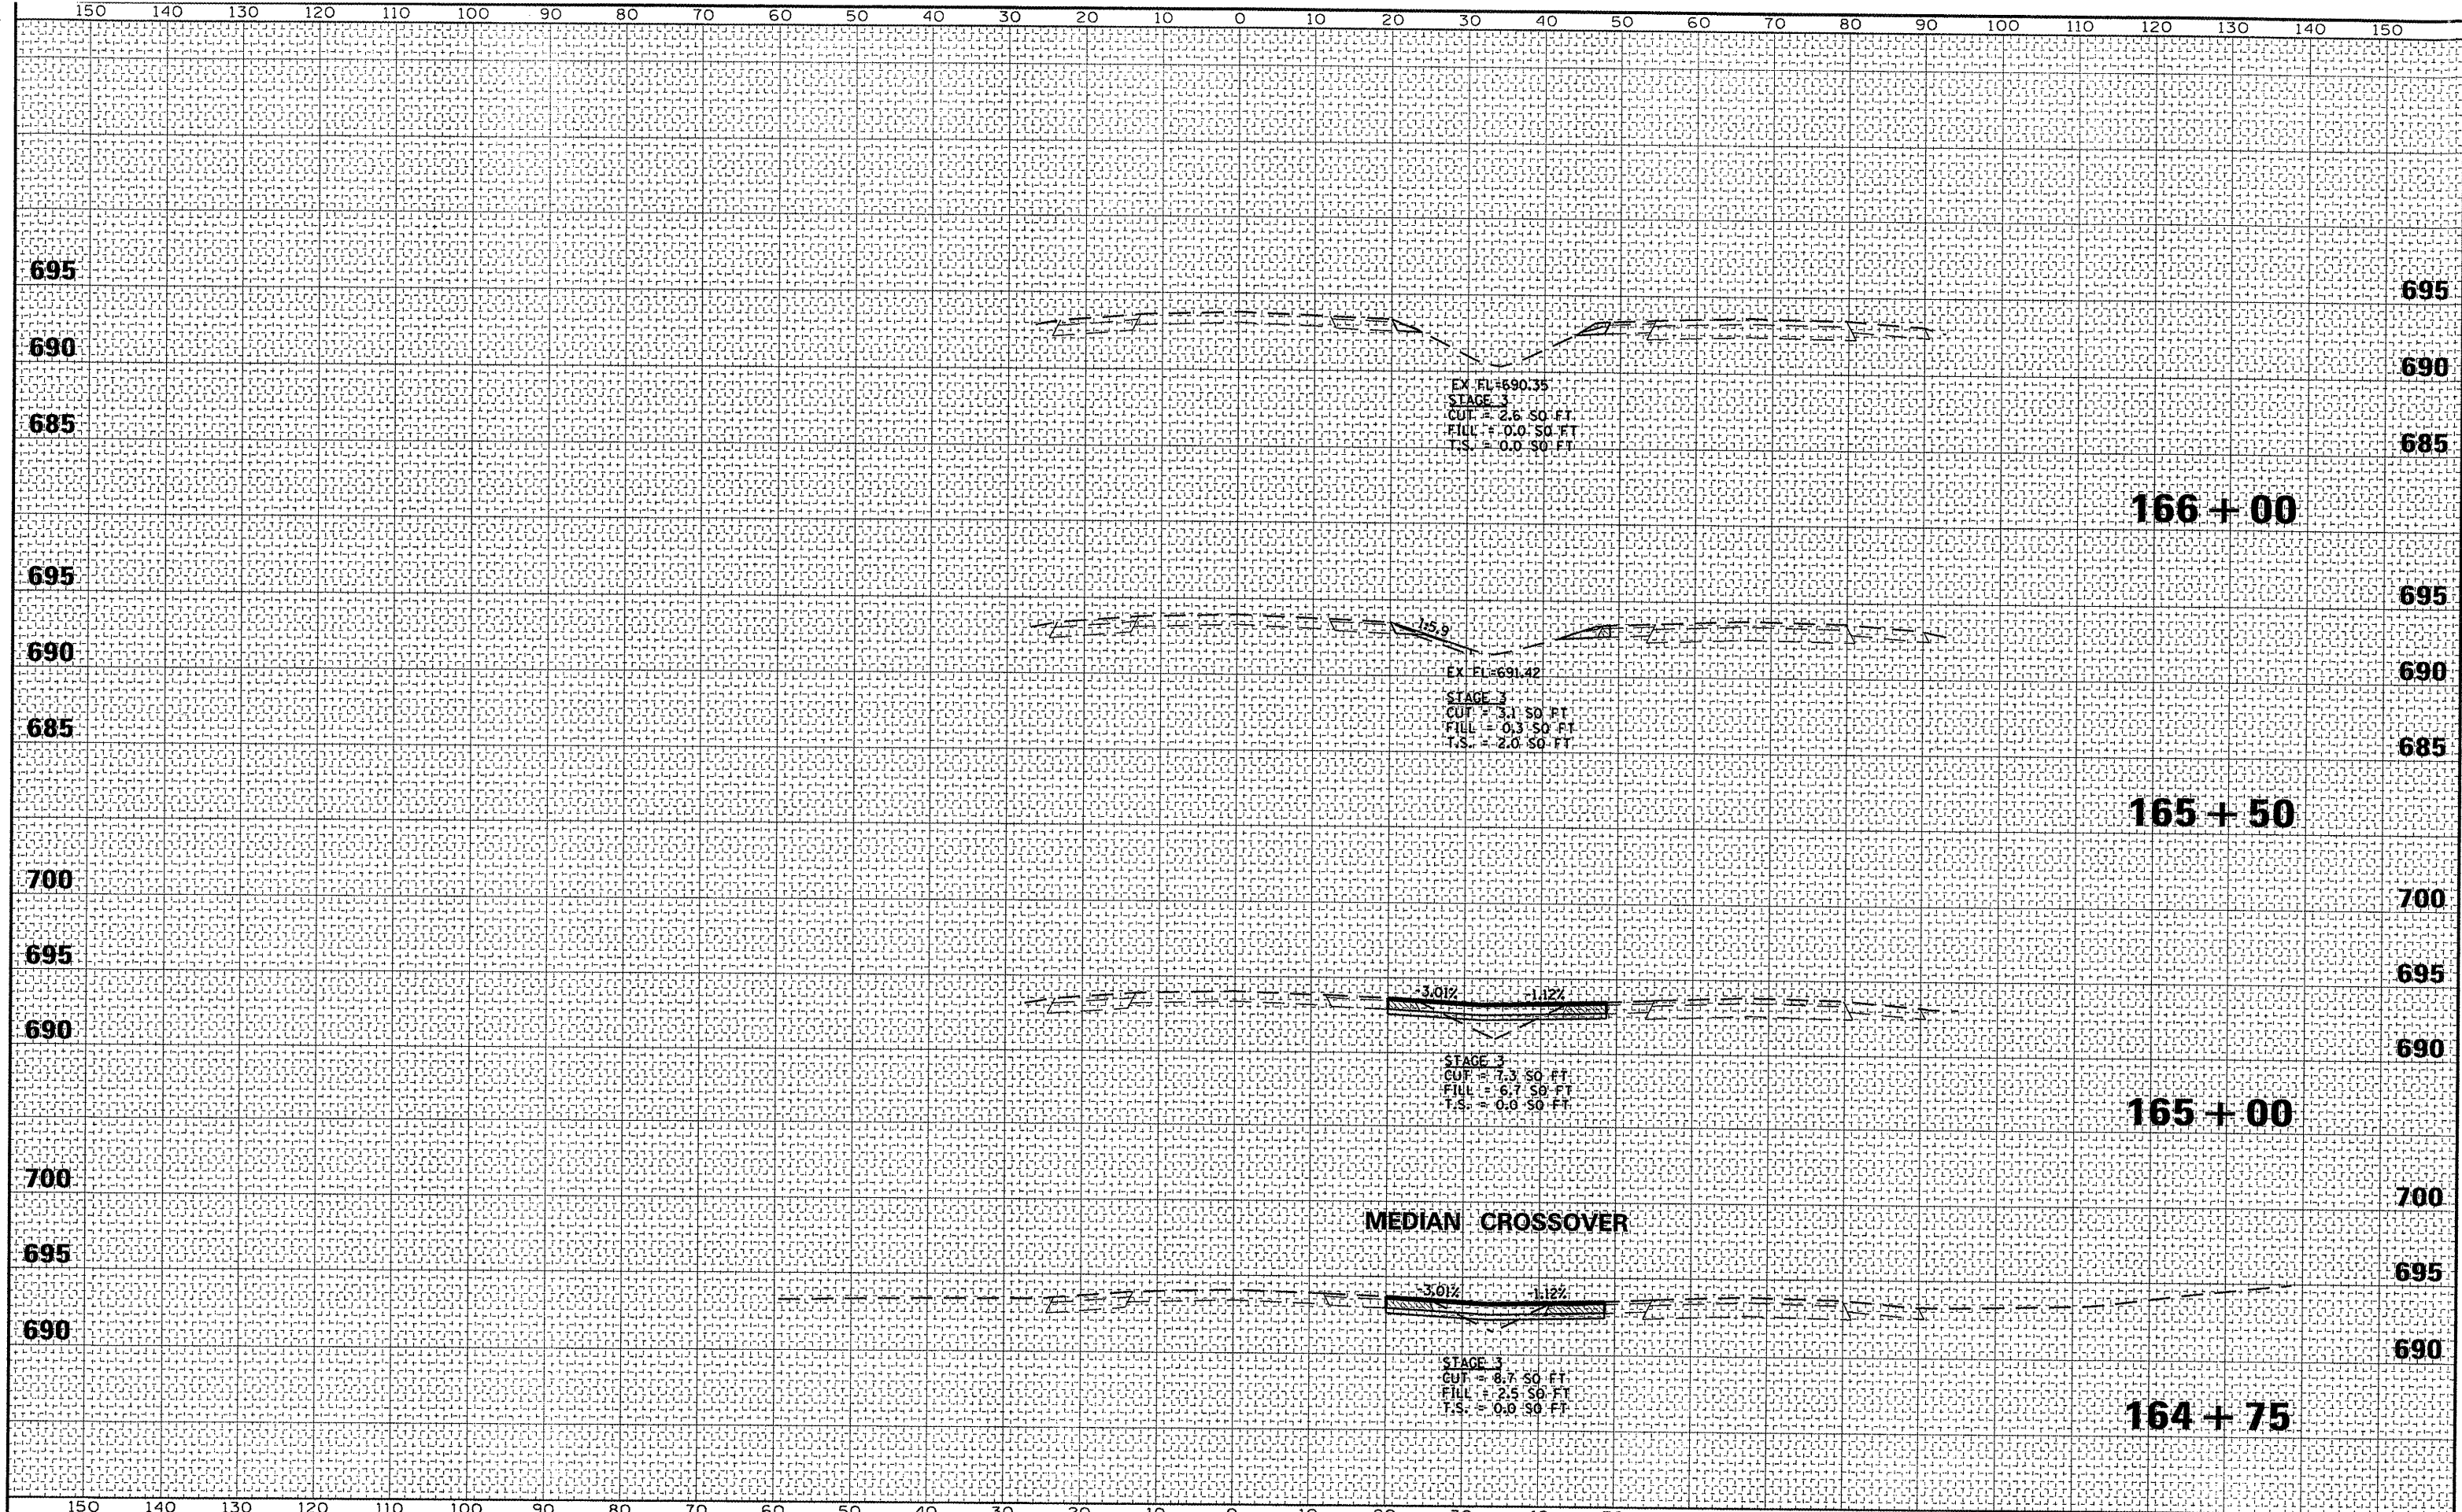 150 140 130 120 110 100 90 80 70 60 50 40 30 20 10 0 10 20 30 40 50 60 70 80 90 100 110 120 130 140 150
695 695
690 690
EX FL=690.35
STAGE 3
CUT = 2.6 SQ FT
FILL = 0.0 SQ FT
T.S. = 0.0 SQ FT
685 685
166 + 00
695 695
1:5.9
690 690
EX FL=691.42
STAGE 3
CUT = 3.1 SQ FT
FILL = 0.3 SQ FT
T.S. = 2.0 SQ FT
685 685
165 + 50
700 700
695 695
-3.01% -1.12%
690 690
STAGE 3
CUT = 7.3 SQ FT
FILL = 6.7 SQ FT
T.S. = 0.0 SQ FT
165 + 00
700 700
MEDIAN CROSSOVER
695 695
-3.01% -1.12%
690 690
STAGE 3
CUT = 8.7 SQ FT
FILL = 2.5 SQ FT
T.S. = 0.0 SQ FT
164 + 75
150 140 130 120 110 100 90 80 70 60 50 40 30 20 10 0 10 20 30 40